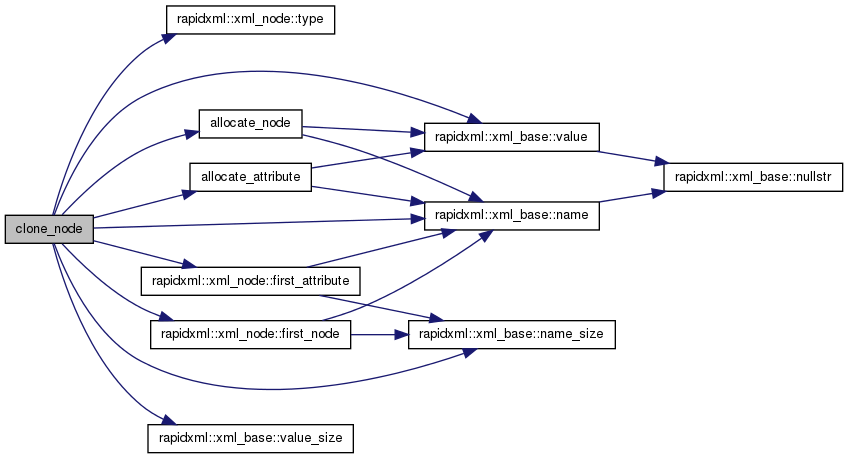 rapidxml::xml_node::type
allocate_node
rapidxml::xml_base::value
allocate_attribute
rapidxml::xml_base::nullstr
rapidxml::xml_base::name
clone_node
rapidxml::xml_node::first_attribute
rapidxml::xml_node::first_node
rapidxml::xml_base::name_size
rapidxml::xml_base::value_size